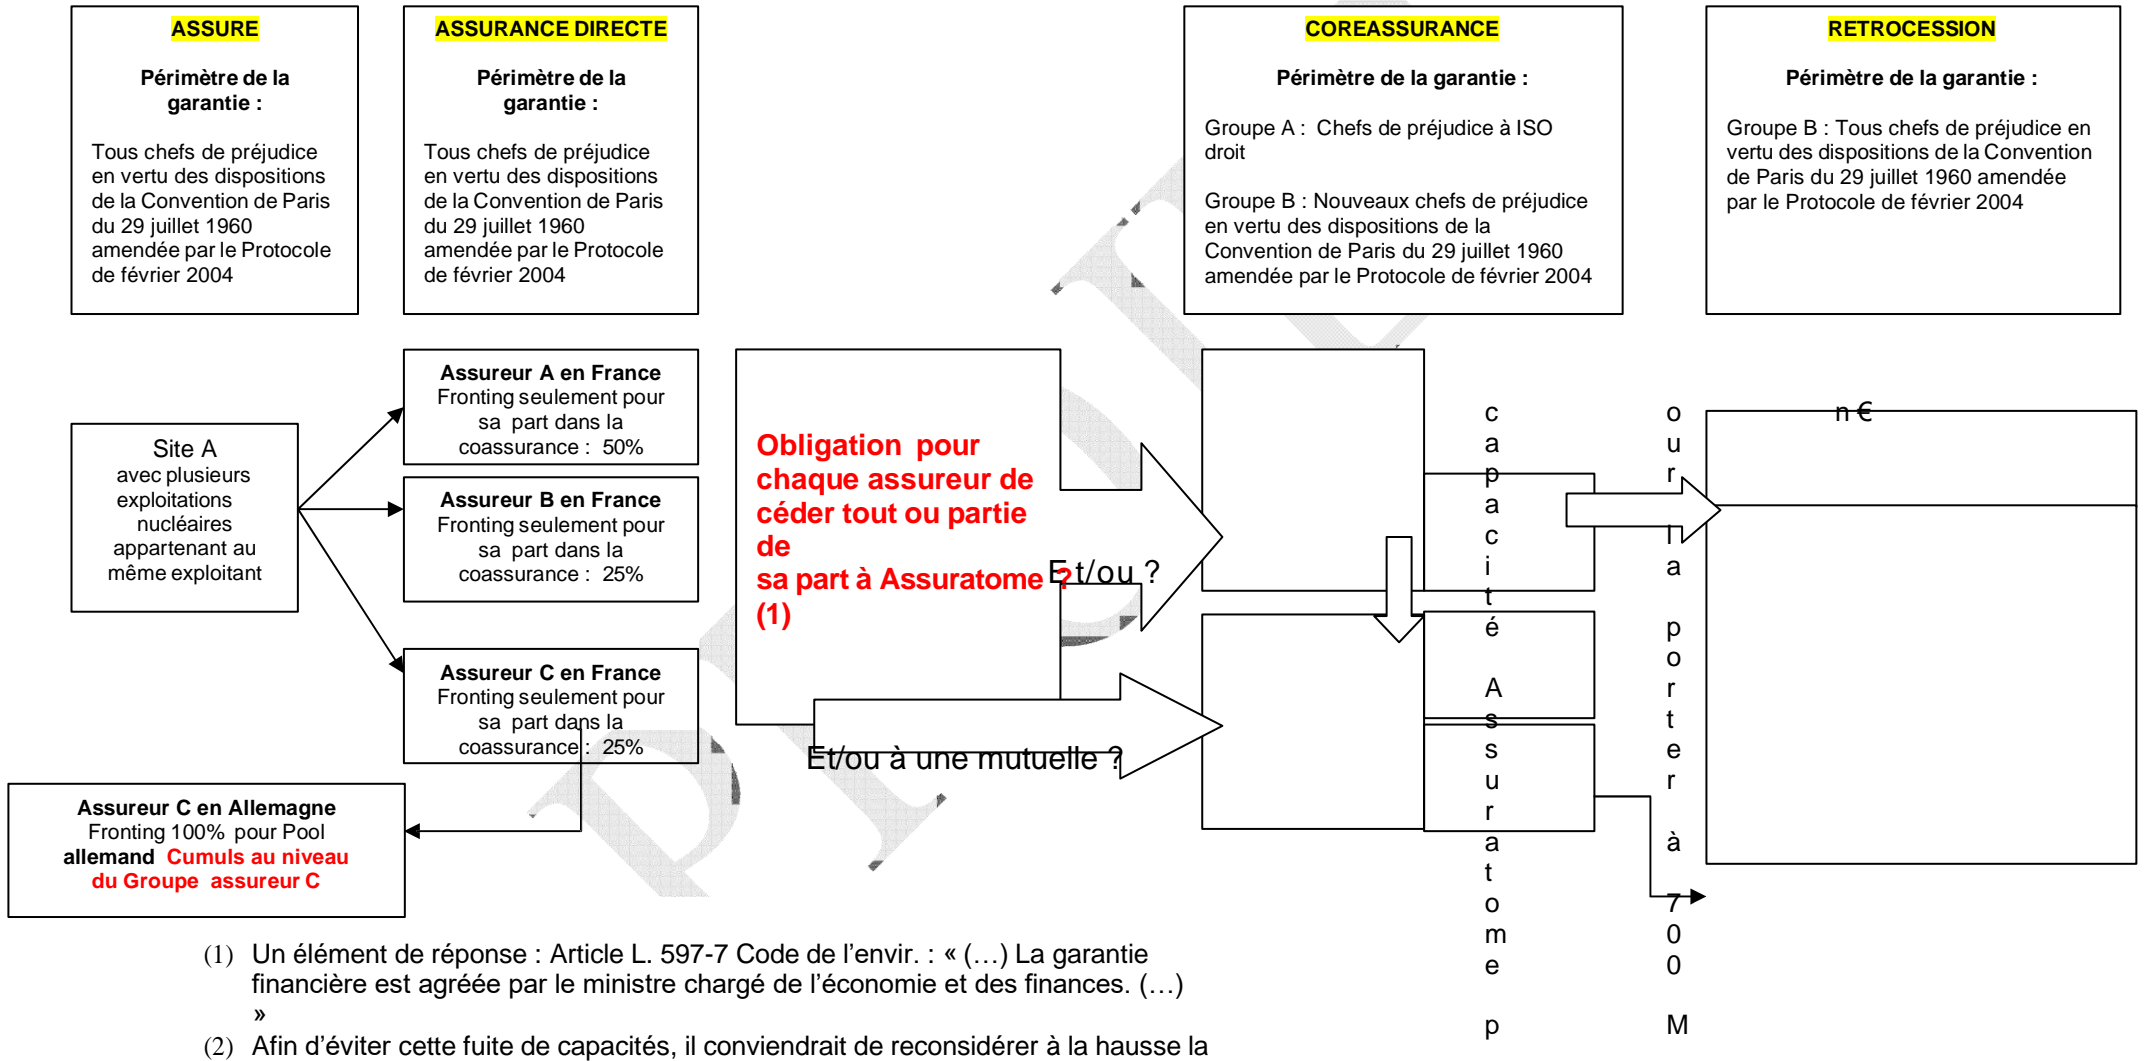 ASSURE
Périmètre de la
garantie :
Tous chefs de préjudice
en vertu des dispositions
de la Convention de Paris
du 29 juillet 1960
amendée par le Protocole
de février 2004
ASSURANCE DIRECTE
Périmètre de la
garantie :
Tous chefs de préjudice
en vertu des dispositions
de la Convention de Paris
du 29 juillet 1960
amendée par le Protocole
de février 2004
COREASSURANCE
Périmètre de la garantie :
Groupe A : Chefs de préjudice à ISO
droit
Groupe B : Nouveaux chefs de préjudice
en vertu des dispositions de la
Convention de Paris du 29 juillet 1960
amendée par le Protocole de février 2004
RETROCESSION
Périmètre de la garantie :
Groupe B : Tous chefs de préjudice en
vertu des dispositions de la Convention
de Paris du 29 juillet 1960 amendée
par le Protocole de février 2004
Site A
avec plusieurs
exploitations
nucléaires
appartenant au
même exploitant
Assureur A en France
Fronting seulement pour
sa part dans la
coassurance : 50%
Assureur B en France
Fronting seulement pour
sa part dans la
coassurance : 25%
Assureur C en France
Fronting seulement pour
sa part dans la
coassurance : 25%
Assureur C en Allemagne
Fronting 100% pour Pool
allemand Cumuls au niveau
du Groupe assureur C
Obligation pour
chaque assureur de
céder tout ou partie
de
sa part à Assuratome ?
(1)
Et/ou ?
Et/ou à une mutuelle ?
capacité Assuratome p
our la porter à 700 M
n €
(1) Un élément de réponse : Article L. 597-7 Code de l'envir. : « (…) La garantie
financière est agréée par le ministre chargé de l'économie et des finances. (…)
»
(2) Afin d'éviter cette fuite de capacités, il conviendrait de reconsidérer à la hausse la